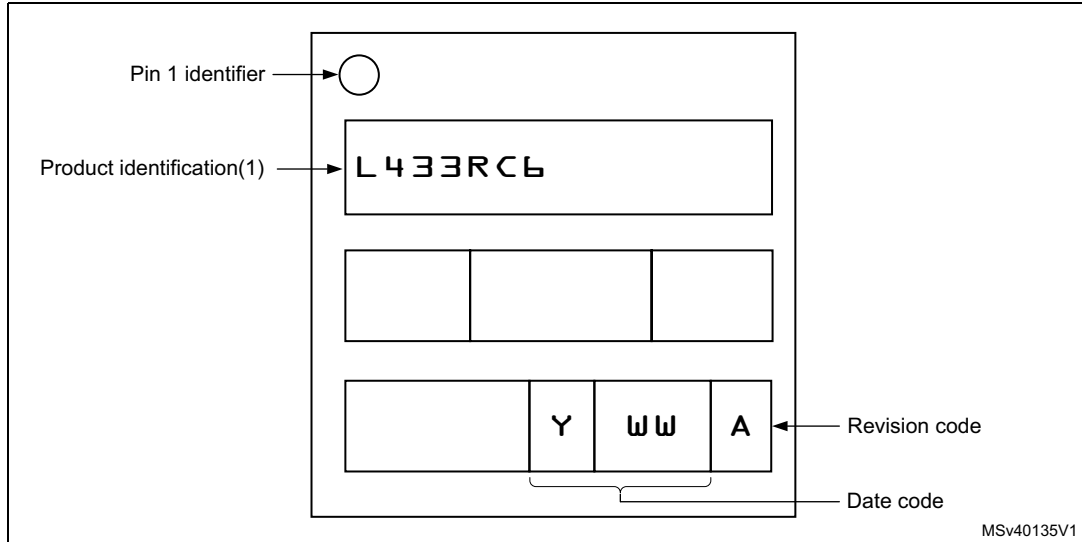 Pin 1 identifier
Product identification(1)
L433RC6
Y WW A
Revision code
Date code
MSv40135V1